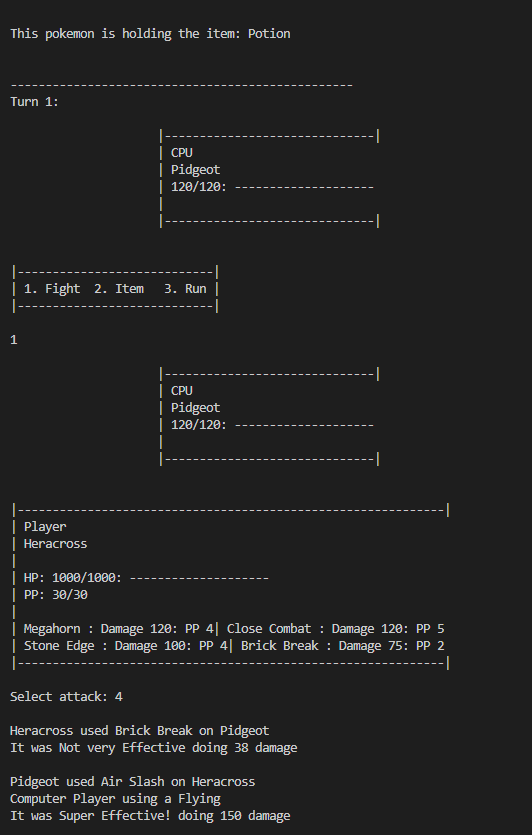 This pokemon is holding the item: Potion
-------------------------------------------------
Turn 1:
|------------------------------|
| CPU
| Pidgeot
| 120/120: --------------------
|
|------------------------------|
|----------------------------|
| 1. Fight  2. Item   3. Run |
|----------------------------|
1
|------------------------------|
| CPU
| Pidgeot
| 120/120: --------------------
|
|------------------------------|
|-------------------------------------------------------------|
| Player
| Heracross
|
| HP: 1000/1000: --------------------
| PP: 30/30
|
| Megahorn : Damage 120: PP 4| Close Combat : Damage 120: PP 5
| Stone Edge : Damage 100: PP 4| Brick Break : Damage 75: PP 2
|-------------------------------------------------------------|
Select attack: 4
Heracross used Brick Break on Pidgeot
It was Not very Effective doing 38 damage
Pidgeot used Air Slash on Heracross
Computer Player using a Flying
It was Super Effective! doing 150 damage